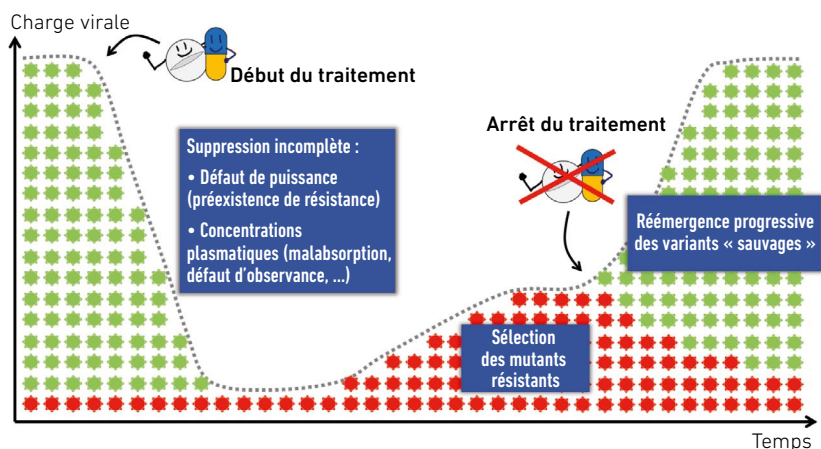 Charge virale
Début du traitement
Suppression incomplète :
• Défaut de puissance
(préexistence de résistance)
• Concentrations
plasmatiques (malabsorption,
défaut d'observance, ...)
Arrêt du traitement
Réémergence progressive
des variants « sauvages »
Sélection
des mutants
résistants
Temps